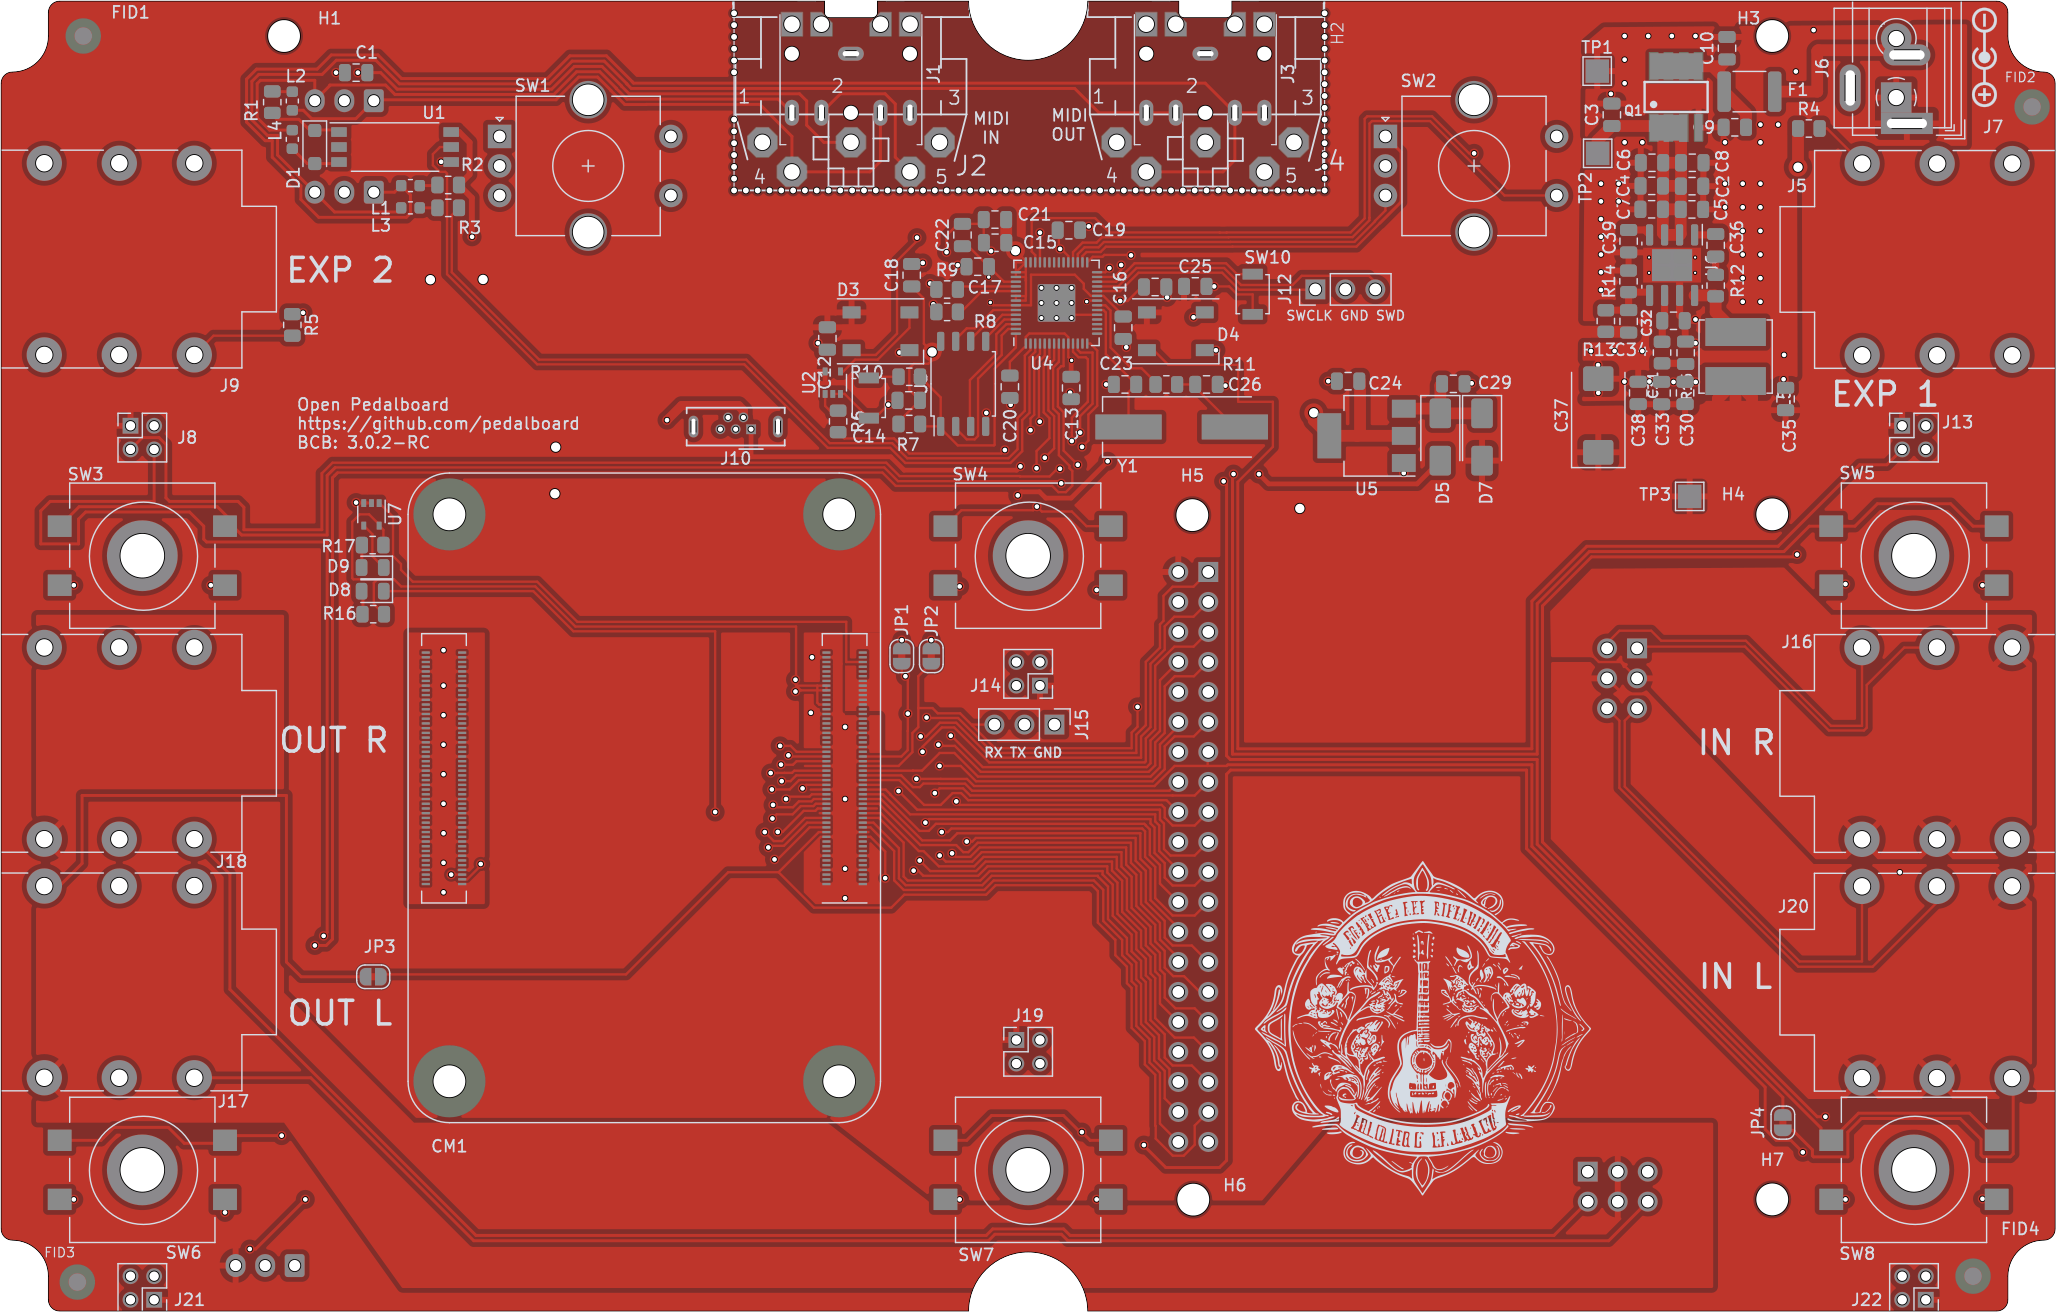 FID1
H1
H2
H3
C10
J6
FID2
TP1
C1
L2
R1
L4
U1
SW1
J1
2
1
3
MIDI
IN
J2
4
5
J3
2
1
3
MIDI
OUT
4
4
5
SW2
C3
Q1
F1
R4
J7
D1
R2
L1
L3
R3
TP2
C6
C8
C4
C2
C7
C5
J5
C39
C36
R14
R12
EXP 2
C22
C21
C15
C19
C18
R9
C17
C16
C25
SW10
J12
SWCLK GND SWD
R5
D3
R8
D4
C32
R13
C34
J9
C12
U2
R10
U4
C23
R11
C26
C24
C29
EXP 1
Open Pedalboard
https://github.com/pedalboard
BCB: 3.0.2-RC
J8
J10
C14
R7
C20
C13
Y1
H5
U5
D5
D7
C37
C38
C33
C30
C35
J13
SW3
SW4
SW5
TP3
H4
U7
R17
D9
D8
R16
JP1
JP2
J14
J15
RX TX GND
J16
OUT R
IN R
J18
J20
JP3
IN L
OUT L
J19
J17
CM1
JP4
H7
H6
FID3
SW6
SW7
SW8
FID4
J21
J22